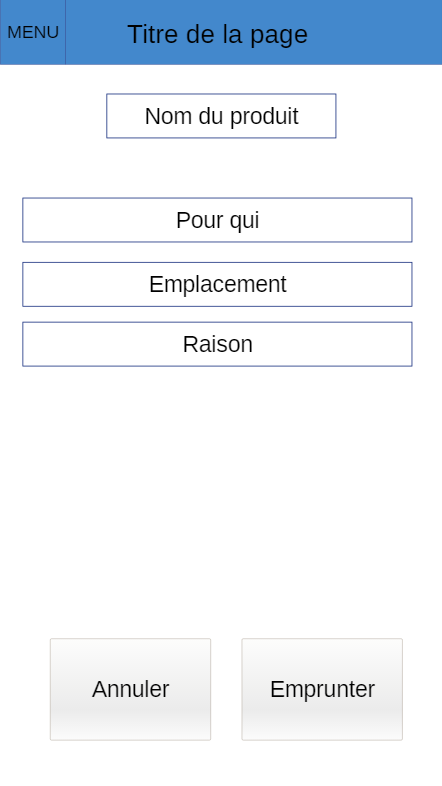 MENU
Titre de la page
Nom du produit
Pour qui
Emplacement
Raison
Annuler
Emprunter